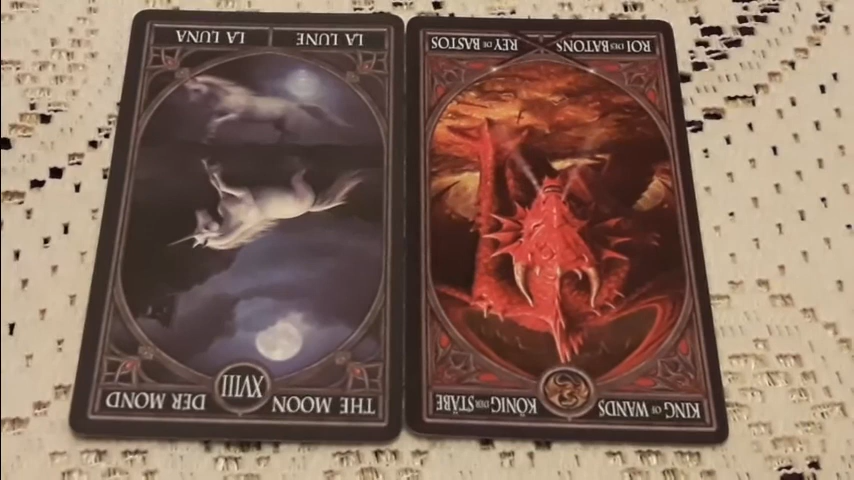 THE MOON XVIII DER MOND
LA LUNE LA LUNA
KING OF WANDS KÖNIG DER STÄBE
ROI DES BATONS REY DE BASTOS